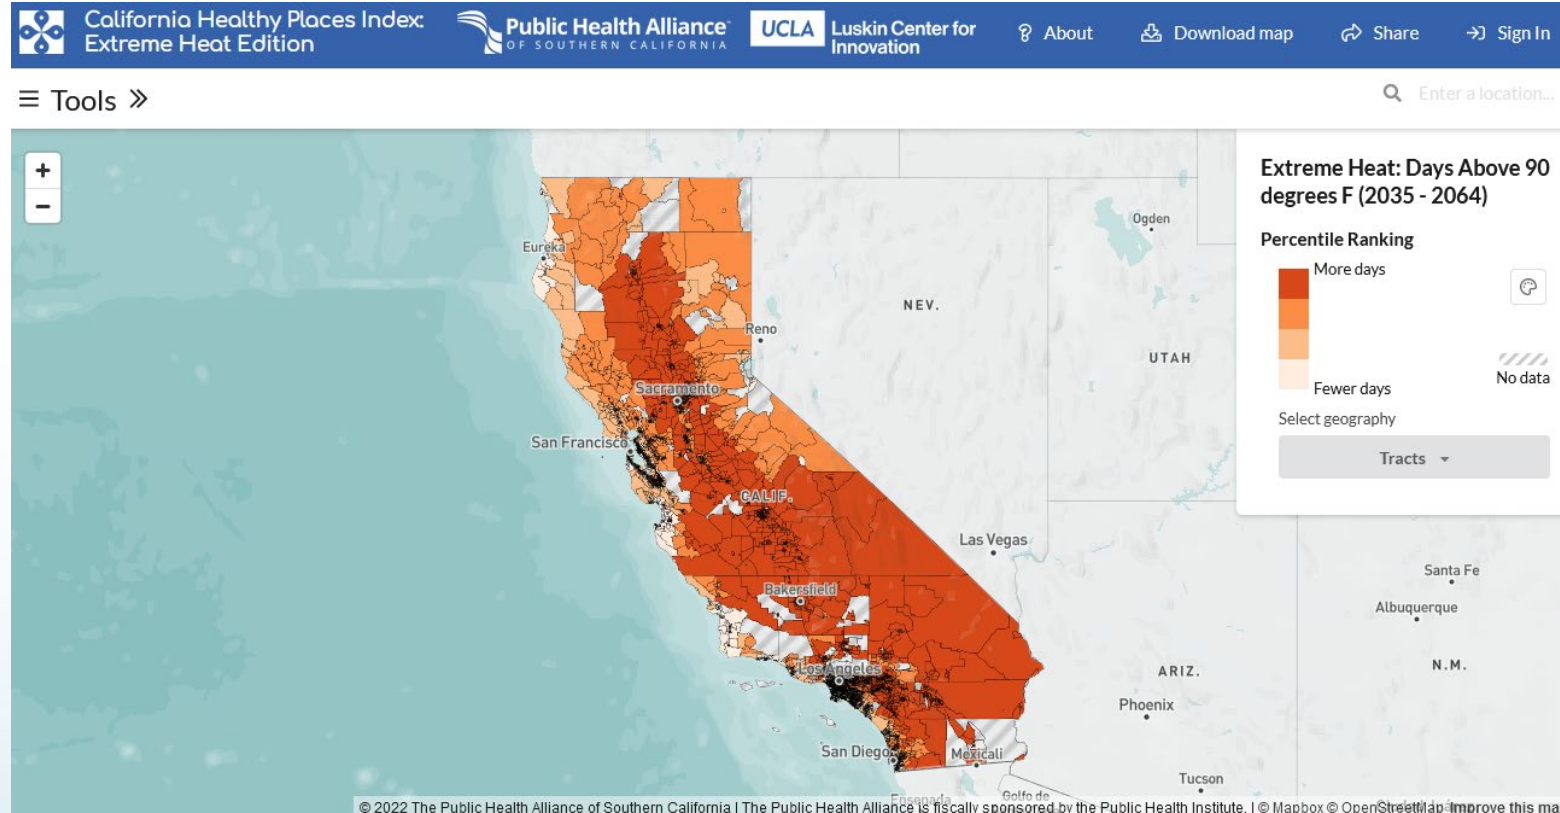 California Healthy Places Index:
Extreme Heat Edition
Public Health Alliance
OF SOUTHERN CALIFORNIA
UCLA
Luskin Center for
Innovation
About
Download map
Share
Sign In
Tools
Enter a location...
+
−
Extreme Heat: Days Above 90
degrees F (2035 - 2064)
Percentile Ranking
More days
Fewer days
No data
Select geography
Tracts
Ogden
Eureka
NEV.
Reno
UTAH
Sacramento
San Francisco
CALIF.
Las Vegas
Santa Fe
Bakersfield
Albuquerque
Los Angeles
ARIZ.
N.M.
Phoenix
San Diego
Mexicali
Tucson
Ensenada
Golfo de
© 2022 The Public Health Alliance of Southern California | The Public Health Alliance is fiscally sponsored by the Public Health Institute. | © Mapbox © OpenStreetMap Improve this ma